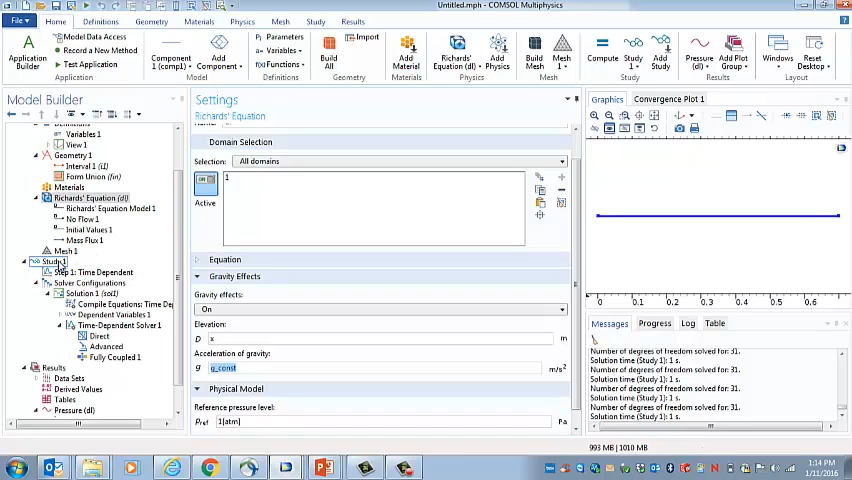 Untitled.mph - COMSOL Multiphysics
File Home Definitions Geometry Materials Physics Mesh Study Results
Application Builder
Model Data Access
Record a New Method
Test Application
Application
Component 1 (comp1)
Add Component
Model
Parameters
Variables
Functions
Definitions
Import
Build All
Geometry
Add Material
Materials
Richards' Equation (dl)
Add Physics
Physics
Build Mesh
Mesh 1
Mesh
Compute
Study 1
Add Study
Study
Pressure (dl)
Add Plot Group
Results
Windows
Reset Desktop
Layout
Model Builder
Definitions
Variables 1
View 1
Geometry 1
Interval 1 (i1)
Form Union (fin)
Materials
Richards' Equation (dl)
Richards' Equation Model 1
No Flow 1
Initial Values 1
Mass Flux 1
Mesh 1
Study 1
Step 1: Time Dependent
Solver Configurations
Solution 1 (sol1)
Compile Equations: Time De
Dependent Variables 1
Time-Dependent Solver 1
Direct
Advanced
Fully Coupled 1
Results
Data Sets
Derived Values
Tables
Pressure (dl)
Settings
Richards' Equation
Domain Selection
Selection: All domains
1
Active
Equation
Gravity Effects
Gravity effects:
On
Elevation:
D x m
Acceleration of gravity:
g g_const m/s²
Physical Model
Reference pressure level:
pref 1[atm] Pa
Graphics Convergence Plot 1
0 0.1 0.2 0.3 0.4 0.5 0.6
Messages Progress Log Table
Number of degrees of freedom solved for: 31.
Solution time (Study 1): 1 s.
Number of degrees of freedom solved for: 31.
Solution time (Study 1): 1 s.
Number of degrees of freedom solved for: 31.
Solution time (Study 1): 1 s.
Number of degrees of freedom solved for: 31.
Solution time (Study 1): 1 s.
993 MB | 1010 MB
1:14 PM
1/11/2016